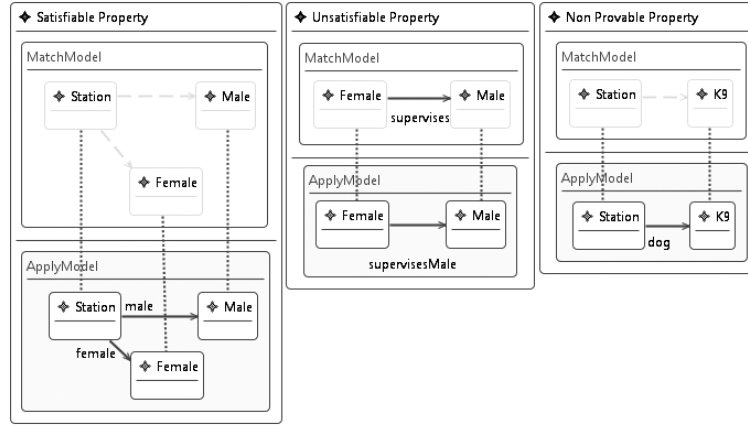 Satisfiable Property
MatchModel
Station
Male
Female
ApplyModel
Station
male
Male
female
Female
Unsatisfiable Property
MatchModel
Female
Male
supervises
ApplyModel
Female
Male
supervisesMale
Non Provable Property
MatchModel
Station
K9
ApplyModel
Station
K9
dog